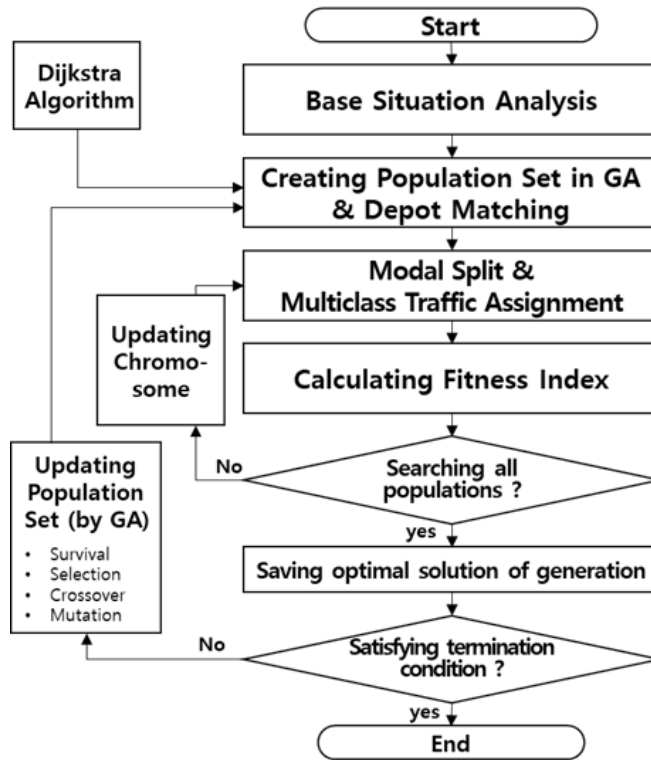 Start
Dijkstra
Algorithm
Base Situation Analysis
Creating Population Set in GA
& Depot Matching
Modal Split &
Multiclass Traffic Assignment
Updating
Chromo-
some
Calculating Fitness Index
No
Searching all
populations ?
yes
Updating
Population
Set (by GA)
• Survival
• Selection
• Crossover
• Mutation
Saving optimal solution of generation
No
Satisfying termination
condition ?
yes
End